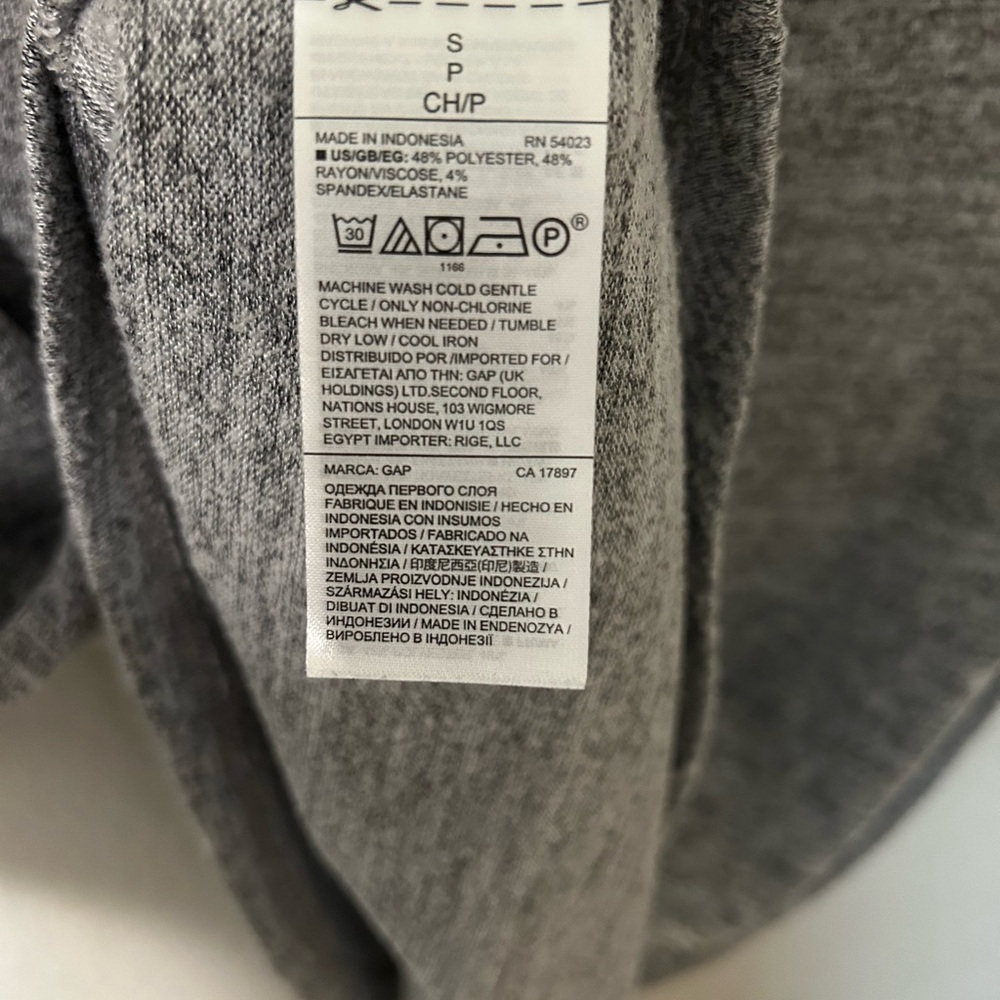 S
P
CH/P
MADE IN INDONESIA RN 54023
US/GB/EG: 48% POLYESTER, 48%
RAYON/VISCOSE, 4%
SPANDEX/ELASTANE
30 P ®
1166
MACHINE WASH COLD GENTLE
CYCLE / ONLY NON-CHLORINE
BLEACH WHEN NEEDED / TUMBLE
DRY LOW / COOL IRON
DISTRIBUIDO POR /IMPORTED FOR /
ΕΙΣΑΓΕΤΑΙ ΑΠΟ ΤΗΝ: GAP (UK
HOLDINGS) LTD.SECOND FLOOR,
NATIONS HOUSE, 103 WIGMORE
STREET, LONDON W1U 1QS
EGYPT IMPORTER: RIGE, LLC
MARCA: GAP CA 17897
ОДЕЖДА ПЕРВОГО СЛОЯ
FABRIQUE EN INDONISIE / HECHO EN
INDONESIA CON INSUMOS
IMPORTADOS / FABRICADO NA
INDONÉSIA / ΚΑΤΑΣΚΕΥΑΣΤΗΚΕ ΣΤΗΝ
ΙΝΔΟΝΗΣΙΑ / 印度尼西亞(印尼)製造 /
ZEMLJA PROIZVODNJE INDONEZIJA /
SZÁRMAZÁSI HELY: INDONÉZIA /
DIBUAT DI INDONESIA / СДЕЛАНО В
ИНДОНЕЗИИ / MADE IN ENDENOZYA /
ВИРОБЛЕНО В ІНДОНЕЗІЇ